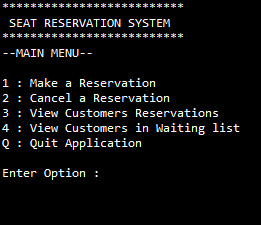 **************************
SEAT RESERVATION SYSTEM
**************************
--MAIN MENU--
1 : Make a Reservation
2 : Cancel a Reservation
3 : View Customers Reservations
4 : View Customers in Waiting list
Q : Quit Application
Enter Option :